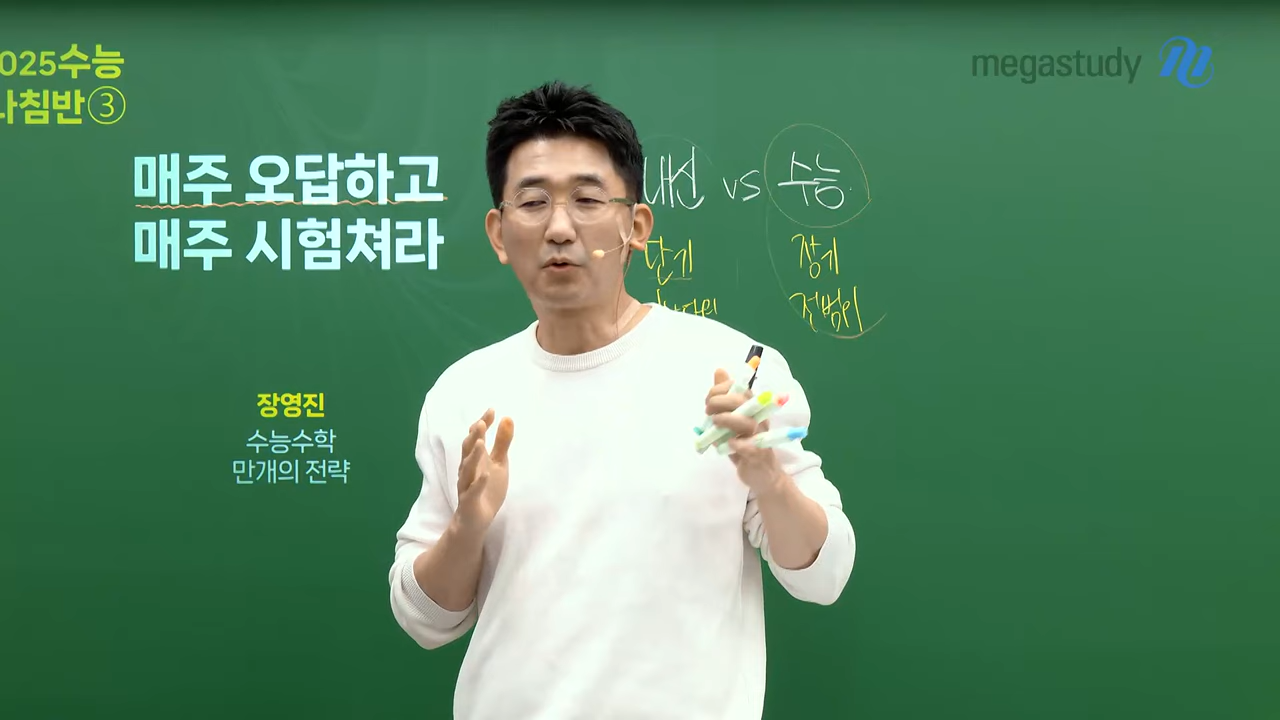 025수능
나침반③
megastudy
매주 오답하고
매주 시험쳐라
내신 vs 수능
단기 장기
전범위
장영진
수능수학
만개의 전략